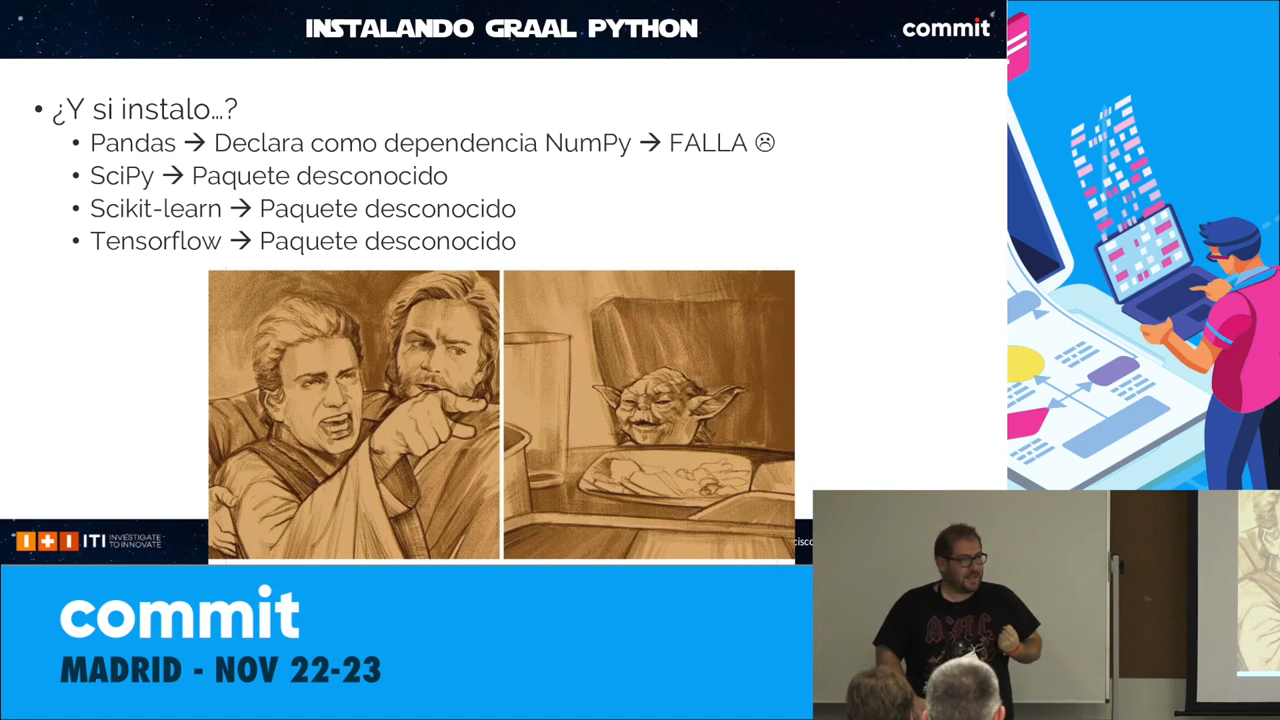 INSTALANDO GRAAL PYTHON
commit
• ¿Y si instalo…?
• Pandas → Declara como dependencia NumPy → FALLA ☹
• SciPy → Paquete desconocido
• Scikit-learn → Paquete desconocido
• Tensorflow → Paquete desconocido
ITI INVESTIGATE
TO INNOVATE
commit
MADRID - NOV 22-23